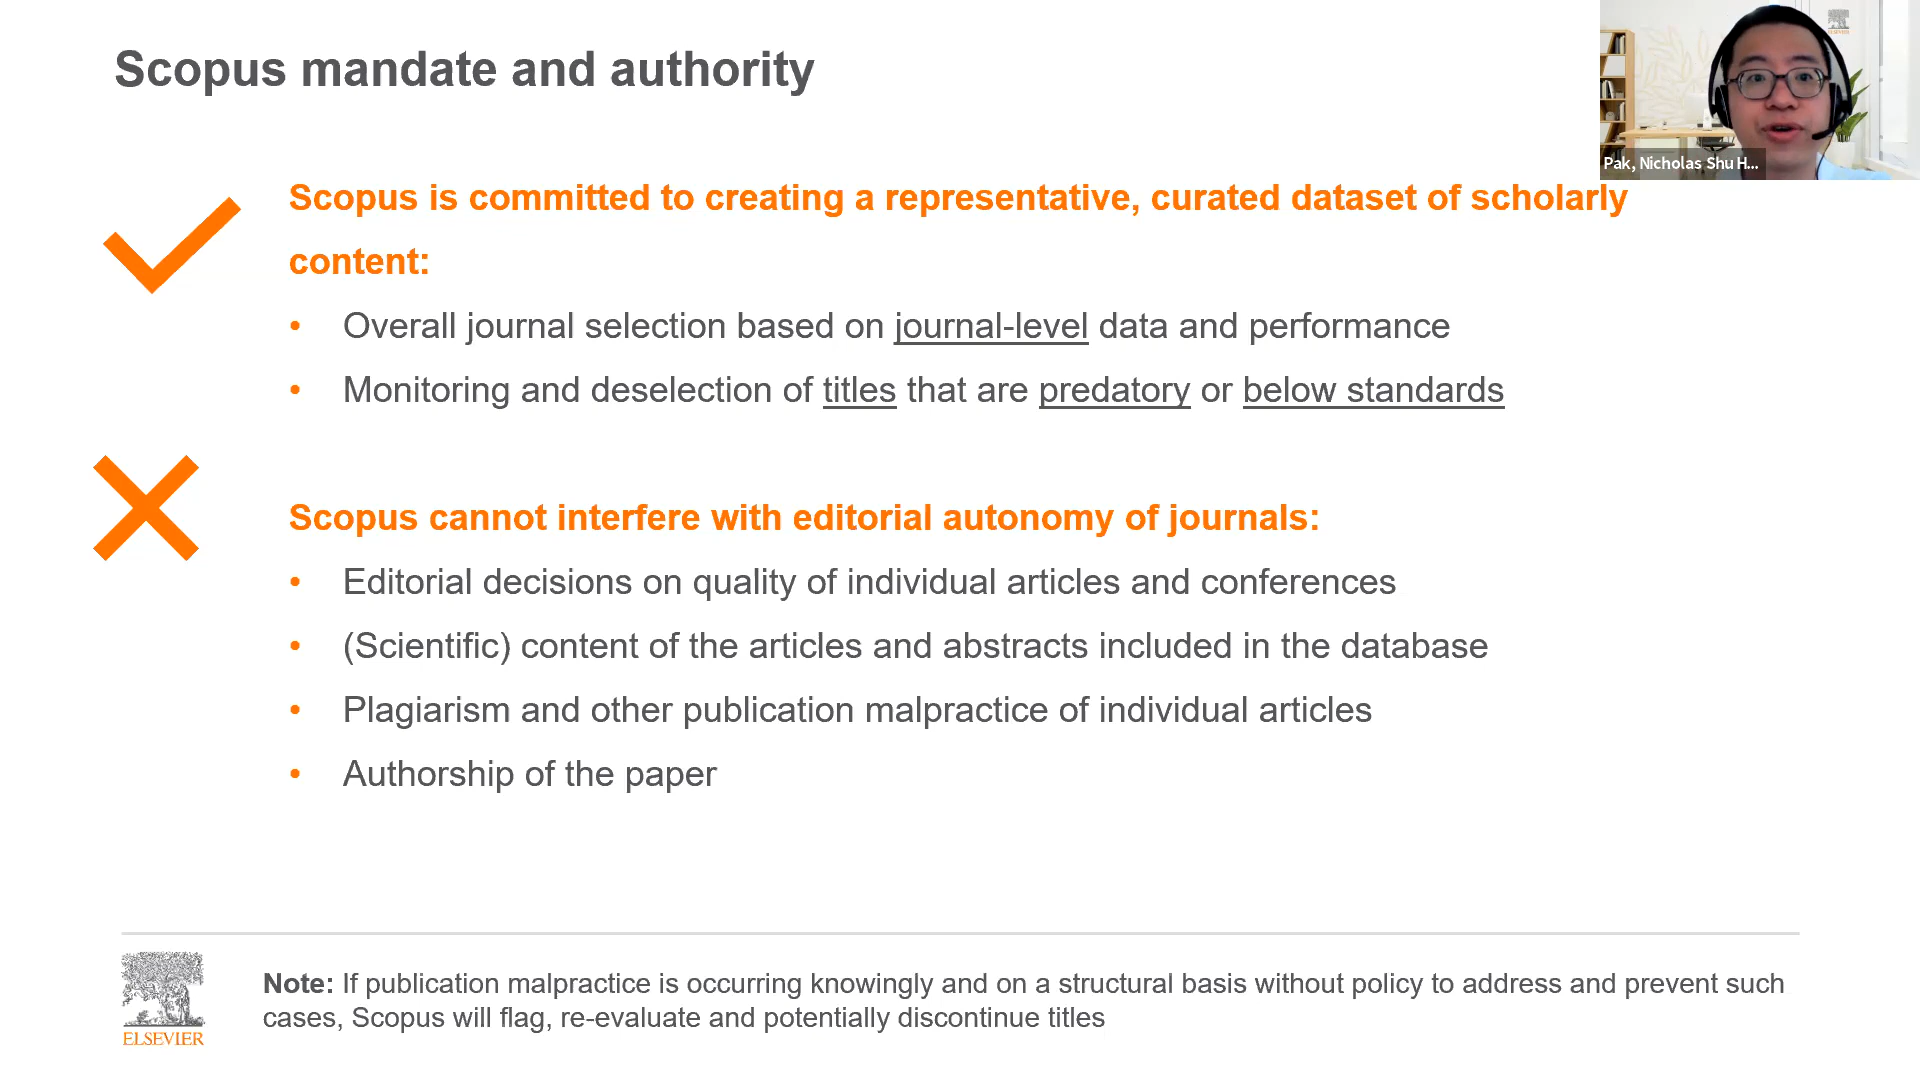 Scopus mandate and authority
ELSEVIER
Pak, Nicholas Shu H...
Scopus is committed to creating a representative, curated dataset of scholarly
content:
• Overall journal selection based on journal-level data and performance
• Monitoring and deselection of titles that are predatory or below standards
Scopus cannot interfere with editorial autonomy of journals:
• Editorial decisions on quality of individual articles and conferences
• (Scientific) content of the articles and abstracts included in the database
• Plagiarism and other publication malpractice of individual articles
• Authorship of the paper
Note: If publication malpractice is occurring knowingly and on a structural basis without policy to address and prevent such
cases, Scopus will flag, re-evaluate and potentially discontinue titles
ELSEVIER